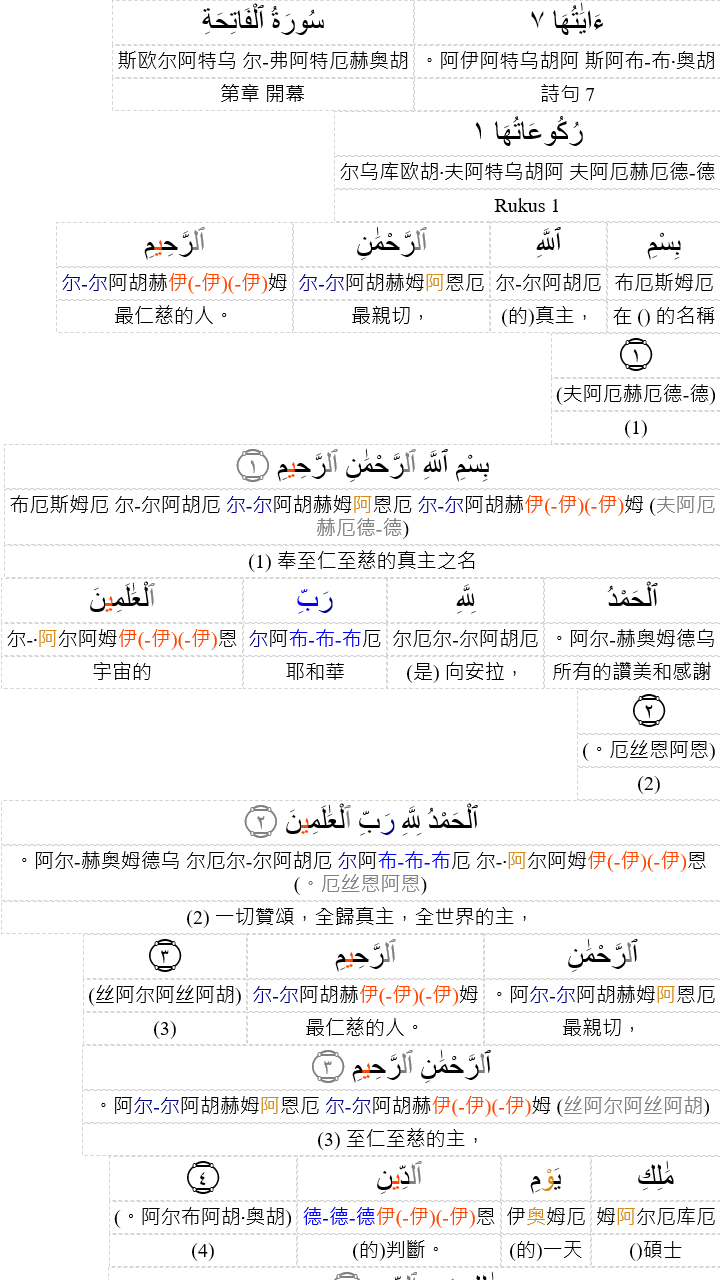 سُورَةُ ٱلْفَاتِحَةِ ءَايَٰتُهَا ٧
斯欧尔阿特乌 尔-弗阿特厄赫奥胡 。阿伊阿特乌胡阿 斯阿布-布·奥胡
第章 開幕 詩句 7
رُكُوعَاتُهَا ١
尔乌库欧胡·夫阿特乌胡阿 夫阿厄赫厄德-德
Rukus 1
بِسْمِ ٱللَّهِ ٱلرَّحْمَٰنِ ٱلرَّحِيمِ
尔-尔阿胡赫伊(-伊)(-伊)姆 尔-尔阿胡赫姆阿恩厄 尔-尔阿胡厄 布厄斯姆厄
最仁慈的人。 最親切, (的)真主, 在 () 的名稱
١
(夫阿厄赫厄德-德)
(1)
بِسْمِ ٱللَّهِ ٱلرَّحْمَٰنِ ٱلرَّحِيمِ ١
布厄斯姆厄 尔-尔阿胡厄 尔-尔阿胡赫姆阿恩厄 尔-尔阿胡赫伊(-伊)(-伊)姆 (夫阿厄
赫厄德-德)
(1) 奉至仁至慈的真主之名
ٱلْحَمْدُ لِلَّهِ رَبِّ ٱلْعَٰلَمِينَ
尔-·阿尔阿姆伊(-伊)(-伊)恩 尔阿布-布-布厄 尔厄尔-尔阿胡厄 。阿尔-赫奥姆德乌
宇宙的 耶和華 (是) 向安拉, 所有的讚美和感謝
٢
(。厄丝恩阿恩)
(2)
ٱلْحَمْدُ لِلَّهِ رَبِّ ٱلْعَٰلَمِينَ ٢
。阿尔-赫奥姆德乌 尔厄尔-尔阿胡厄 尔阿布-布-布厄 尔-·阿尔阿姆伊(-伊)(-伊)恩
(。厄丝恩阿恩)
(2) 一切贊頌，全歸真主，全世界的主，
ٱلرَّحْمَٰنِ ٱلرَّحِيمِ ٣
(丝阿尔阿丝阿胡) 尔-尔阿胡赫伊(-伊)(-伊)姆 。阿尔-尔阿胡赫姆阿恩厄
(3) 最仁慈的人。 最親切,
ٱلرَّحْمَٰنِ ٱلرَّحِيمِ ٣
。阿尔-尔阿胡赫姆阿恩厄 尔-尔阿胡赫伊(-伊)(-伊)姆 (丝阿尔阿丝阿胡)
(3) 至仁至慈的主，
مَٰلِكِ يَوْمِ ٱلدِّينِ ٤
(。阿尔布阿胡·奥胡) 德-德-德伊(-伊)(-伊)恩 伊奥姆厄 姆阿尔厄库厄
(4) (的)判斷。 (的)一天 ()碩士